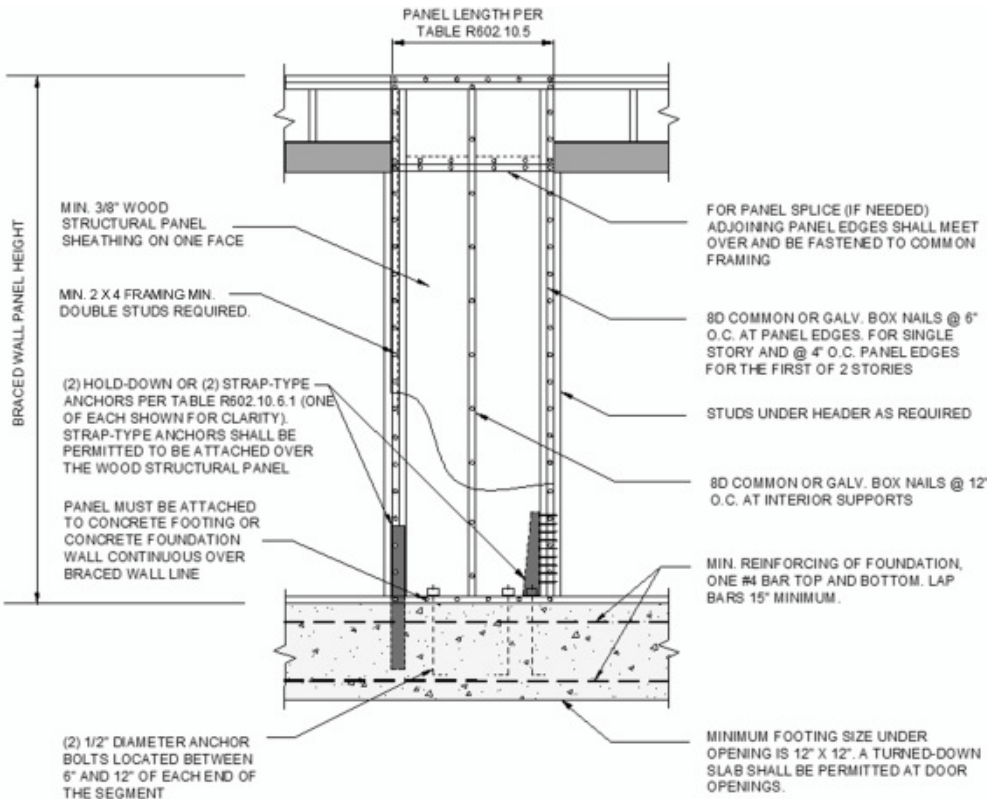 PANEL LENGTH PER
TABLE R602.10.5
BRACED WALL PANEL HEIGHT
MIN. 3/8" WOOD
STRUCTURAL PANEL
SHEATHING ON ONE FACE
MIN. 2 X 4 FRAMING MIN.
DOUBLE STUDS REQUIRED.
(2) HOLD-DOWN OR (2) STRAP-TYPE
ANCHORS PER TABLE R602.10.6.1 (ONE
OF EACH SHOWN FOR CLARITY).
STRAP-TYPE ANCHORS SHALL BE
PERMITTED TO BE ATTACHED OVER
THE WOOD STRUCTURAL PANEL
PANEL MUST BE ATTACHED
TO CONCRETE FOOTING OR
CONCRETE FOUNDATION
WALL CONTINUOUS OVER
BRACED WALL LINE
(2) 1/2" DIAMETER ANCHOR
BOLTS LOCATED BETWEEN
6" AND 12" OF EACH END OF
THE SEGMENT
FOR PANEL SPLICE (IF NEEDED)
ADJOINING PANEL EDGES SHALL MEET
OVER AND BE FASTENED TO COMMON
FRAMING
8D COMMON OR GALV. BOX NAILS @ 6"
O.C. AT PANEL EDGES. FOR SINGLE
STORY AND @ 4" O.C. PANEL EDGES
FOR THE FIRST OF 2 STORIES
STUDS UNDER HEADER AS REQUIRED
8D COMMON OR GALV. BOX NAILS @ 12"
O.C. AT INTERIOR SUPPORTS
MIN. REINFORCING OF FOUNDATION,
ONE #4 BAR TOP AND BOTTOM. LAP
BARS 15" MINIMUM.
MINIMUM FOOTING SIZE UNDER
OPENING IS 12" X 12". A TURNED-DOWN
SLAB SHALL BE PERMITTED AT DOOR
OPENINGS.